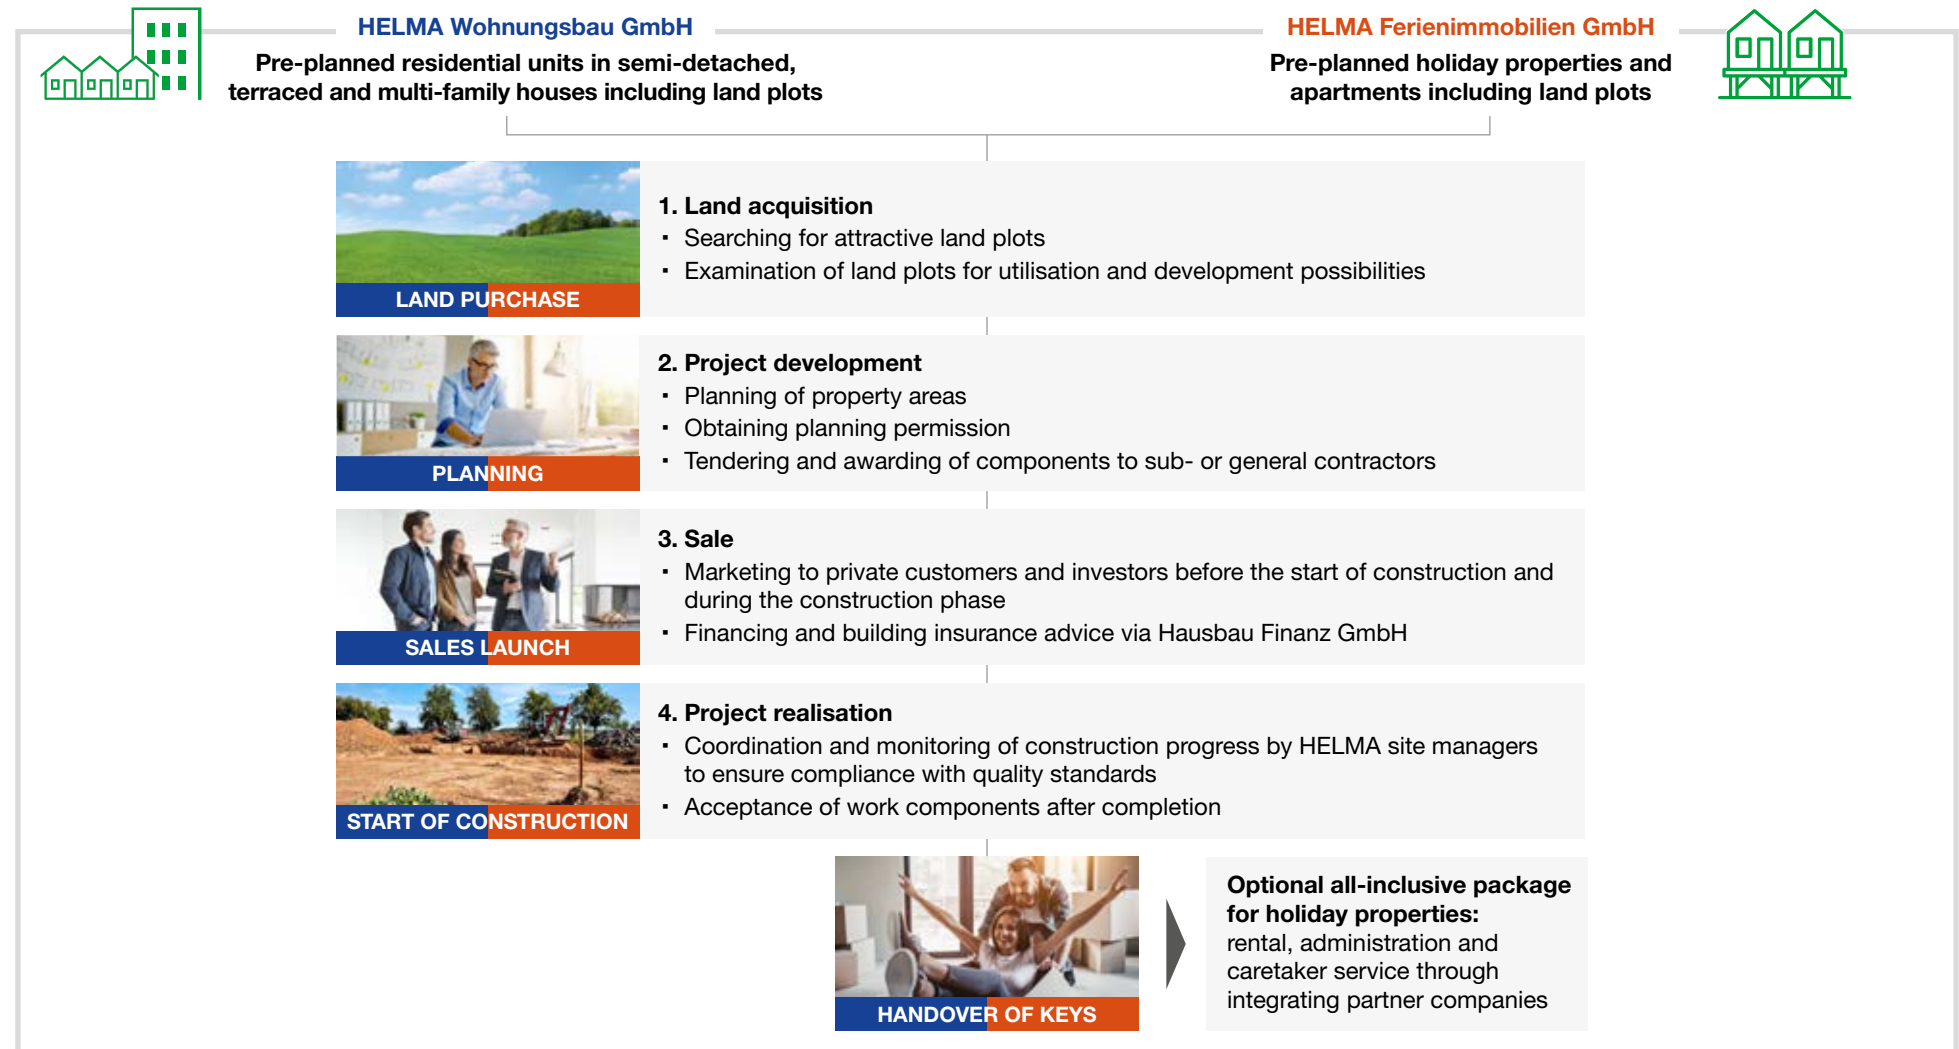 HELMA Wohnungsbau GmbH
Pre-planned residential units in semi-detached,
terraced and multi-family houses including land plots
HELMA Ferienimmobilien GmbH
Pre-planned holiday properties and
apartments including land plots
LAND PURCHASE
1. Land acquisition
▪ Searching for attractive land plots
▪ Examination of land plots for utilisation and development possibilities
PLANNING
2. Project development
▪ Planning of property areas
▪ Obtaining planning permission
▪ Tendering and awarding of components to sub- or general contractors
SALES LAUNCH
3. Sale
▪ Marketing to private customers and investors before the start of construction and
during the construction phase
▪ Financing and building insurance advice via Hausbau Finanz GmbH
START OF CONSTRUCTION
4. Project realisation
▪ Coordination and monitoring of construction progress by HELMA site managers
to ensure compliance with quality standards
▪ Acceptance of work components after completion
HANDOVER OF KEYS
Optional all-inclusive package
for holiday properties:
rental, administration and
caretaker service through
integrating partner companies